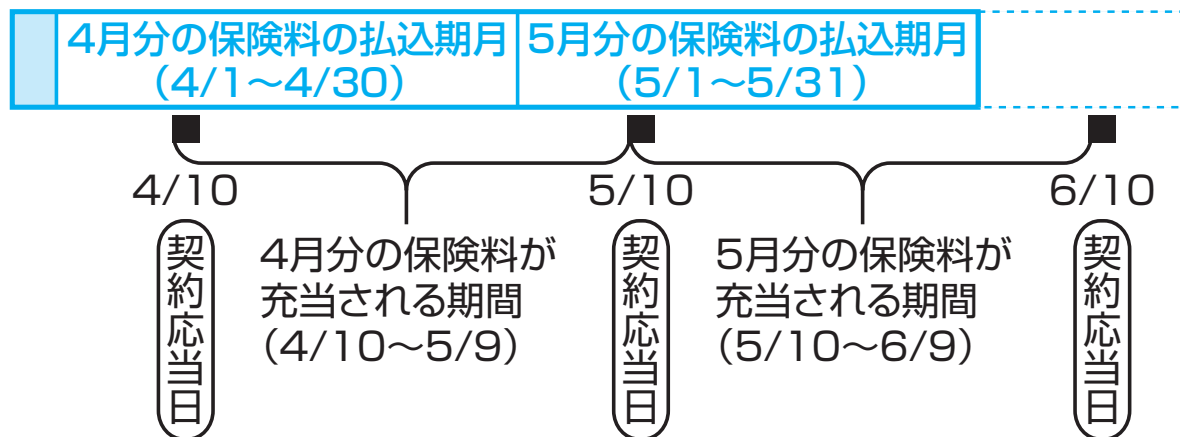 4月分の保険料の払込期月
（4/1〜4/30）
5月分の保険料の払込期月
（5/1〜5/31）
4/10
5/10
6/10
契約応当日
4月分の保険料が
充当される期間
（4/10〜5/9）
契約応当日
5月分の保険料が
充当される期間
（5/10〜6/9）
契約応当日